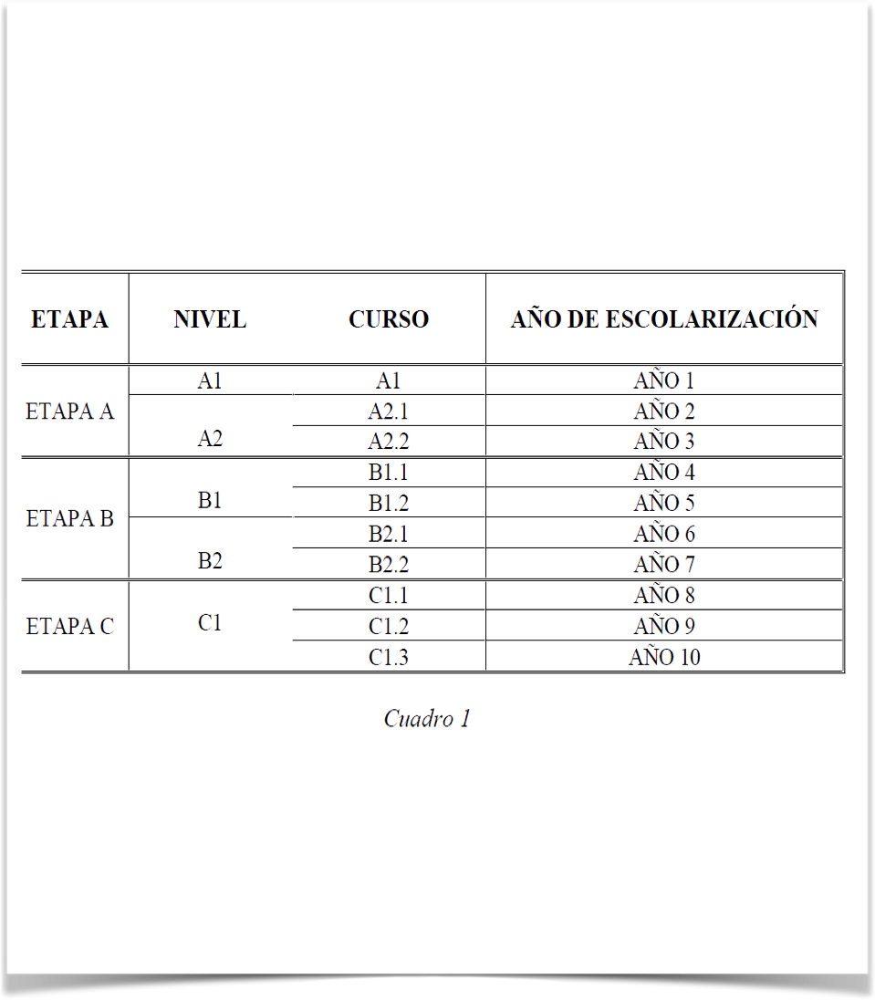 ETAPA NIVEL CURSO AÑO DE ESCOLARIZACIÓN
A1 A1 AÑO 1
ETAPA A A2.1 AÑO 2
A2 A2.2 AÑO 3
B1.1 AÑO 4
B1 B1.2 AÑO 5
ETAPA B B2.1 AÑO 6
B2 B2.2 AÑO 7
C1.1 AÑO 8
ETAPA C C1 C1.2 AÑO 9
C1.3 AÑO 10
Cuadro 1